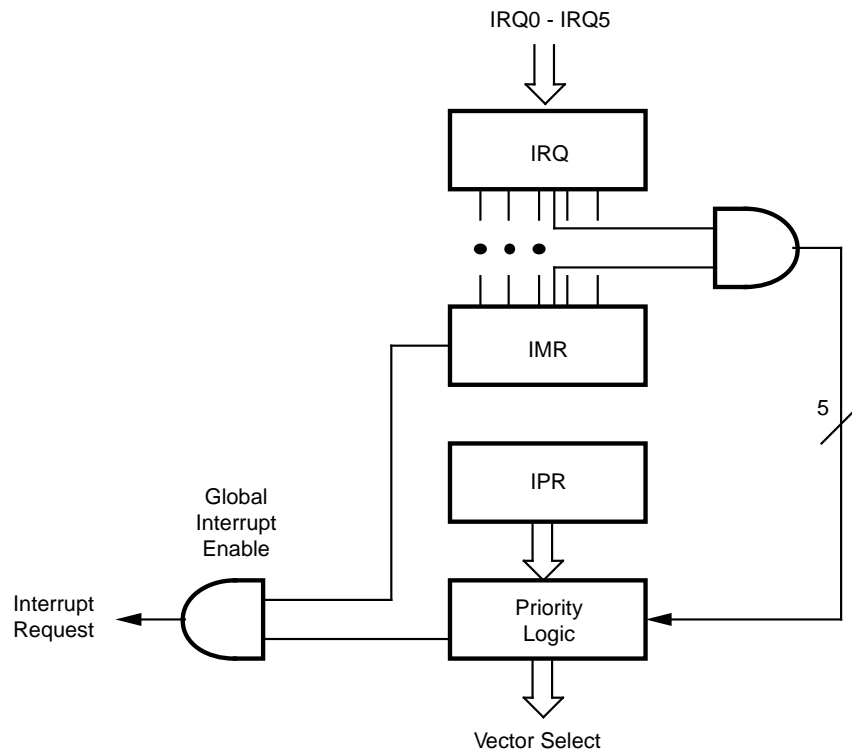 IRQ0 - IRQ5
IRQ
IMR
5
IPR
Global
Interrupt
Enable
Interrupt
Request
Priority
Logic
Vector Select